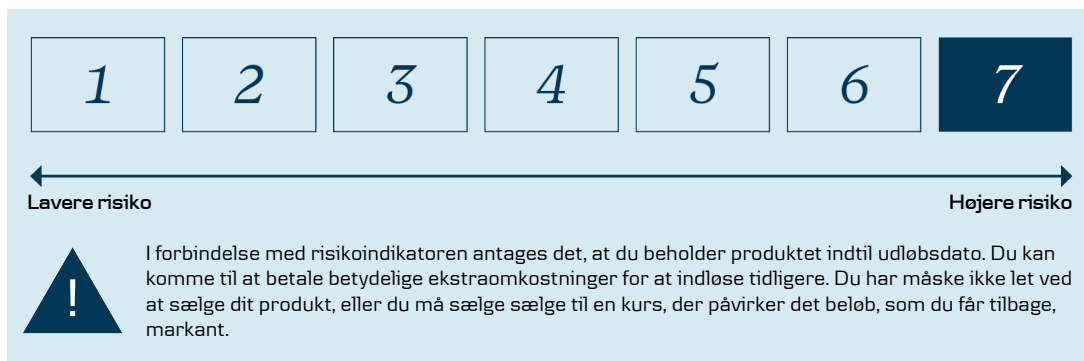 1 2 3 4 5 6 7
Lavere risiko Højere risiko
I forbindelse med risikoindikatoren antages det, at du beholder produktet indtil udløbsdato. Du kan
komme til at betale betydelige ekstraomkostninger for at indløse tidligere. Du har måske ikke let ved
at sælge dit produkt, eller du må sælge sælge til en kurs, der påvirker det beløb, som du får tilbage,
markant.
!